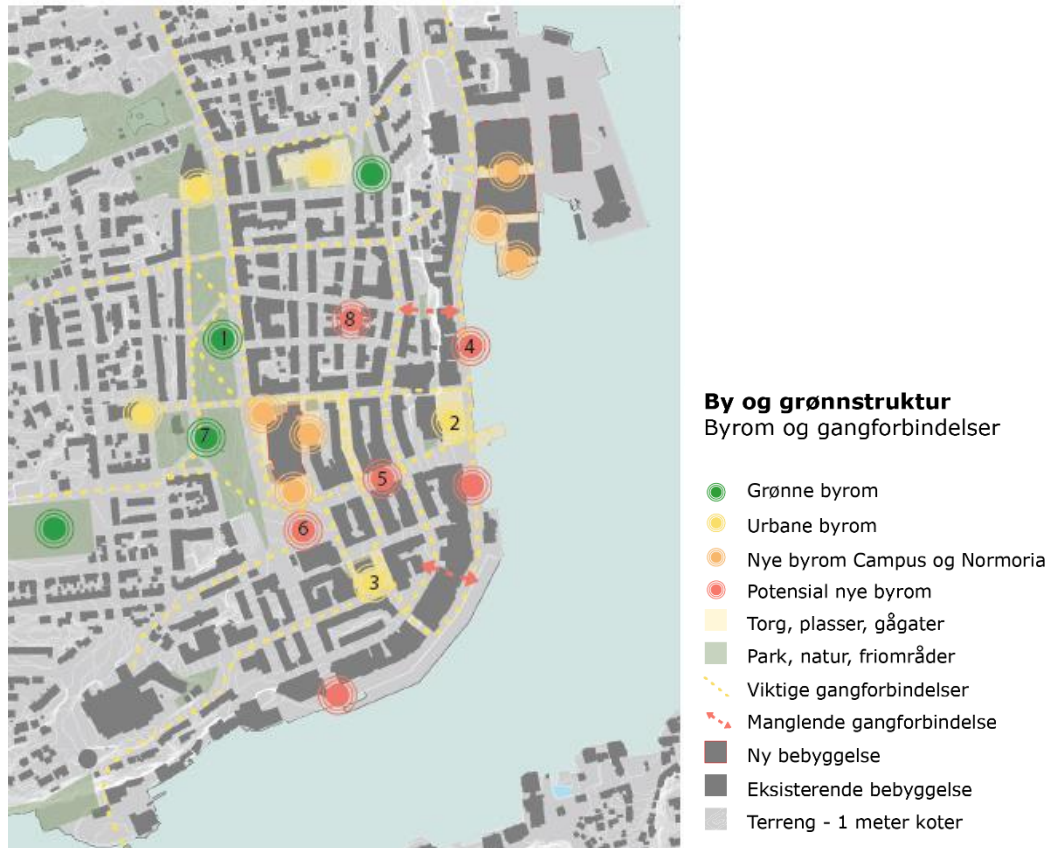 8
1
4
2
7
5
6
3
By og grønnstruktur
Byrom og gangforbindelser
Grønne byrom
Urbane byrom
Nye byrom Campus og Normoria
Potensial nye byrom
Torg, plasser, gågater
Park, natur, friområder
Viktige gangforbindelser
Manglende gangforbindelse
Ny bebyggelse
Eksisterende bebyggelse
Terreng - 1 meter koter